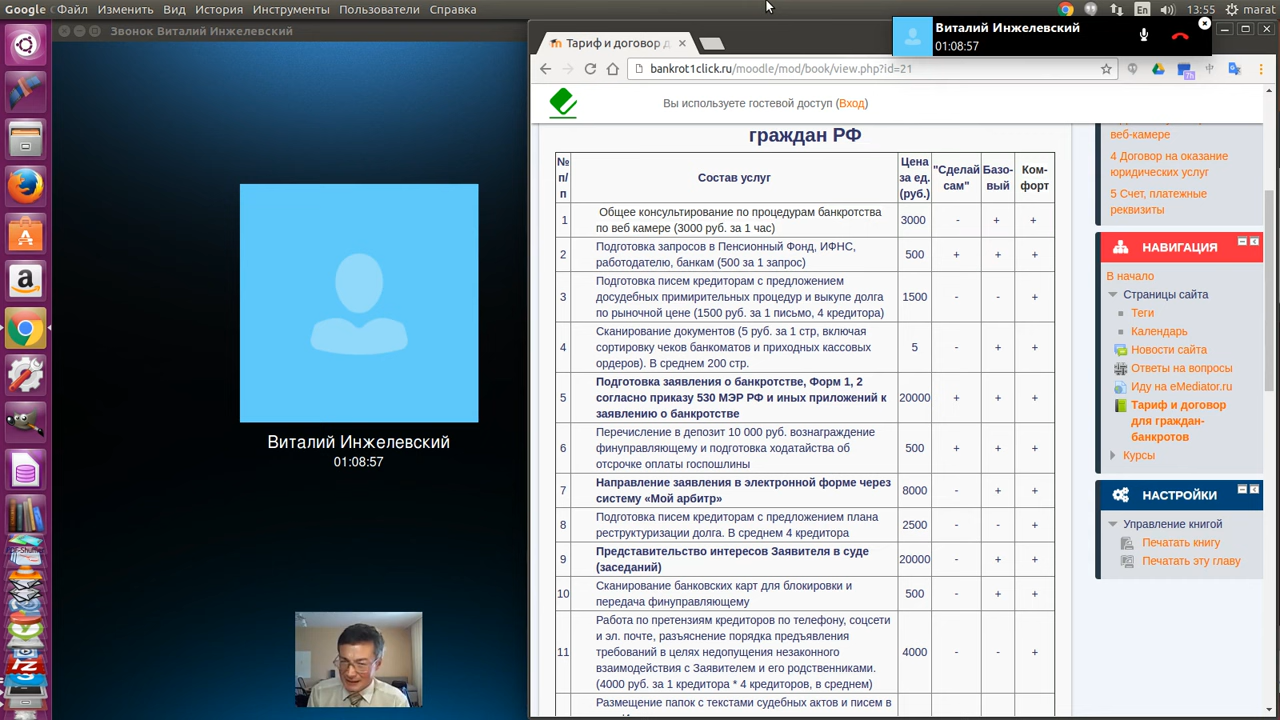 Google Файл Изменить Вид История Инструменты Пользователи Справка
En 13:55 marat
Звонок Виталий Инжелевский
Виталий Инжелевский
01:08:57
Тариф и договор д
Виталий Инжелевский
01:08:57
bankrot1click.ru/moodle/mod/book/view.php?id=21
7h
Вы используете гостевой доступ (Вход)
граждан РФ
№ п/п Состав услуг Цена за ед. (руб.) "Сделай сам" Базо-вый Ком-форт
1 Общее консультирование по процедурам банкротства
по веб камере (3000 руб. за 1 час) 3000 - + +
2 Подготовка запросов в Пенсионный Фонд, ИФНС,
работодателю, банкам (500 за 1 запрос) 500 + + +
3 Подготовка писем кредиторам с предложением
досудебных примирительных процедур и выкупе долга
по рыночной цене (1500 руб. за 1 письмо, 4 кредитора) 1500 - - +
4 Сканирование документов (5 руб. за 1 стр, включая
сортировку чеков банкоматов и приходных кассовых
ордеров). В среднем 200 стр. 5 - + +
5 Подготовка заявления о банкротстве, Форм 1, 2
согласно приказу 530 МЭР РФ и иных приложений к
заявлению о банкротстве 20000 + + +
6 Перечисление в депозит 10 000 руб. вознаграждение
финуправляющему и подготовка ходатайства об
отсрочке оплаты госпошлины 500 + + +
7 Направление заявления в электронной форме через
систему «Мой арбитр» 8000 - + +
8 Подготовка писем кредиторам с предложением плана
реструктуризации долга. В среднем 4 кредитора 2500 - - +
9 Представительство интересов Заявителя в суде
(заседаний) 20000 - + +
10 Сканирование банковских карт для блокировки и
передача финуправляющему 500 - + +
11 Работа по претензиям кредиторов по телефону, соцсети
и эл. почте, разъяснение порядка предъявления
требований в целях недопущения незаконного
взаимодействия с Заявителем и его родственниками.
(4000 руб. за 1 кредитора * 4 кредиторов, в среднем) 4000 - - +
Размещение папок с текстами судебных актов и писем в
веб-камере
4 Договор на оказание
юридических услуг
5 Счет, платежные
реквизиты
НАВИГАЦИЯ
В начало
Страницы сайта
Теги
Календарь
Новости сайта
Ответы на вопросы
Иду на eMediator.ru
Тариф и договор
для граждан-
банкротов
Курсы
НАСТРОЙКИ
Управление книгой
Печатать книгу
Печатать эту главу